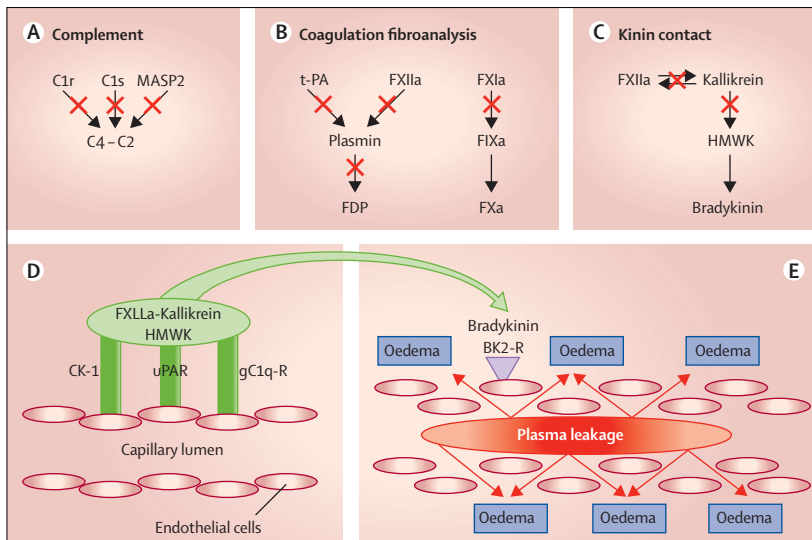 A Complement
C1r C1s MASP2
C4 – C2
B Coagulation fibroanalysis
t-PA FXIIa FXIa
Plasmin FIXa
FDP FXa
C Kinin contact
FXIIa Kallikrein
HMWK
Bradykinin
D
FXLLa-Kallikrein
HMWK
CK-1 uPAR gC1q-R
Capillary lumen
Endothelial cells
E
Bradykinin
BK2-R
Oedema Oedema Oedema
Plasma leakage
Oedema Oedema Oedema